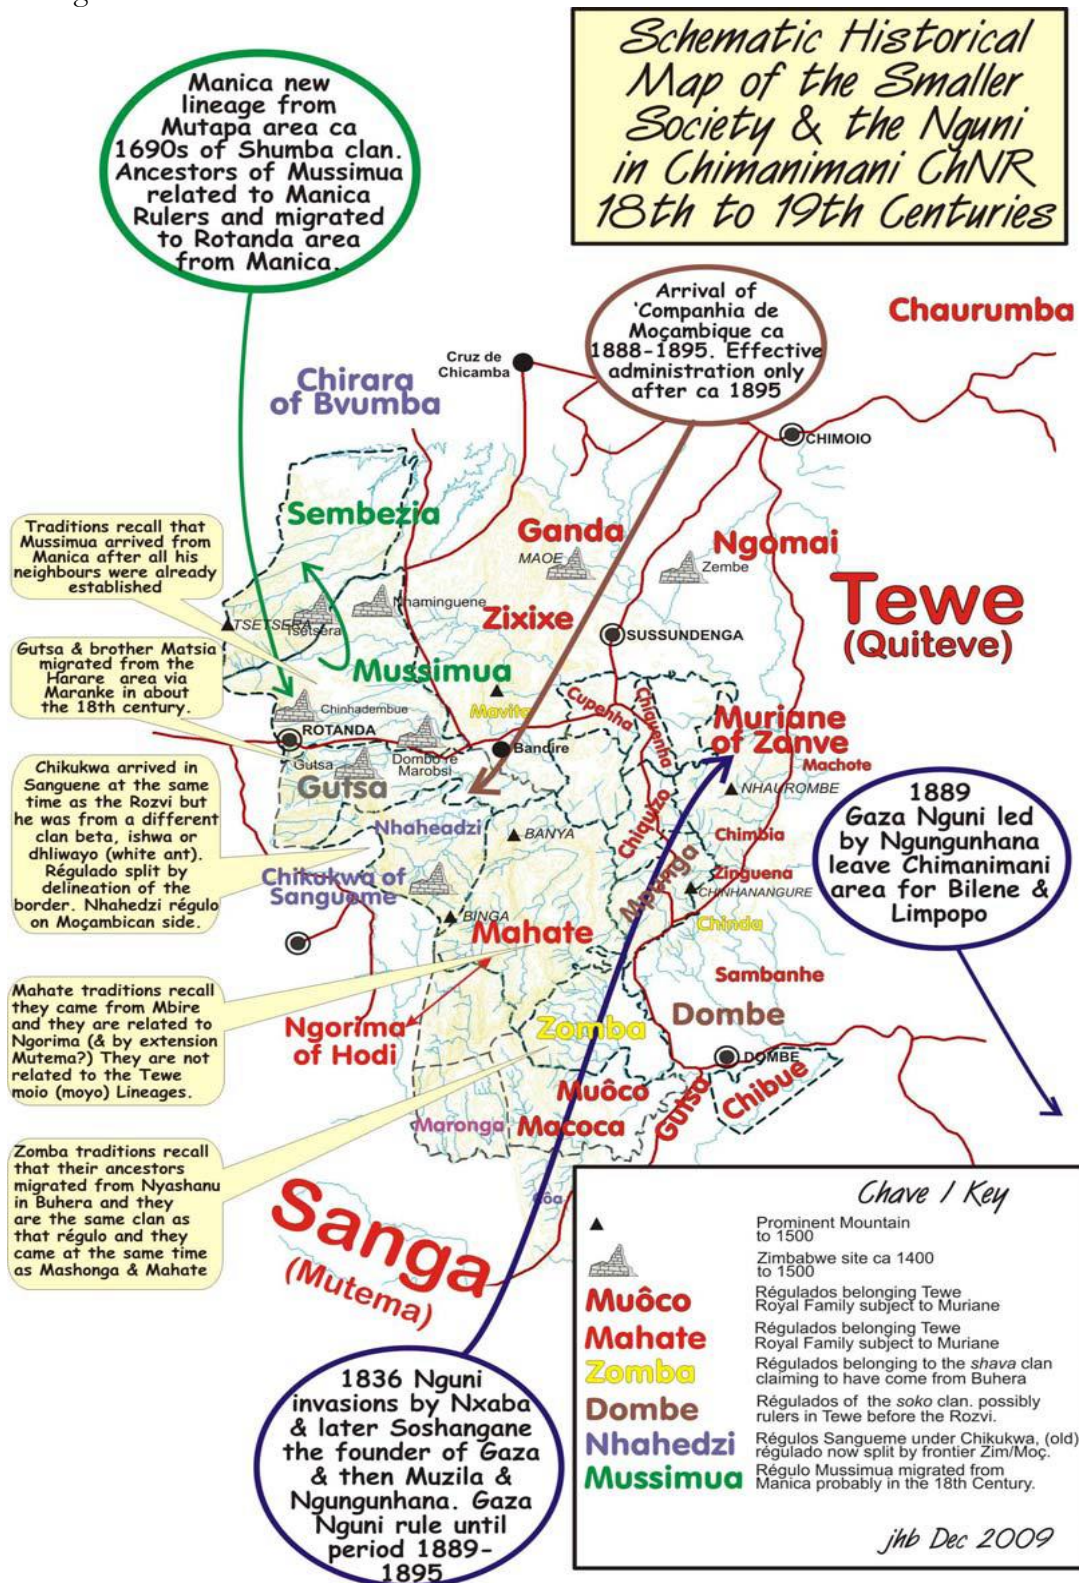 Schematic Historical
Map of the Smaller
Society & the Nguni
in Chimanimani ChNR
18th to 19th Centuries
Manica new
lineage from
Mutapa area ca
1690s of Shumba clan.
Ancestors of Mussimua
related to Manica
Rulers and migrated
to Rotanda area
from Manica.
Arrival of
'Companhia de
Moçambique ca
1888-1895. Effective
administration only
after ca 1895
Chaurumba
Cruz de
Chicamba
Chirara
of Bvumba
CHIMOIO
Sembezia
Ganda
MAOE
Ngomai
Zembe
Traditions recall that
Mussimua arrived from
Manica after all his
neighbours were already
established
TSETSERA
Tsetsera
Nhaminguene
Zixixe
SUSSUNDENGA
Tewe
(Quiteve)
Gutsa & brother Matsia
migrated from the
Harare area via
Maranke in about
the 18th century.
Mussimua
Mavita
Cupenha
Chiquenha
Chinhadembue
ROTANDA
Dombo re
Marobsi
Bandire
Muriane
of Zanve
Machote
Gutsa
Gutsa
NHAUROMBE
Chikukwa arrived in
Sanguene at the same
time as the Rozvi but
he was from a different
clan beta, ishwa or
dhliwayo (white ant).
Régulado split by
delineation of the
border. Nhahedzi régulo
on Moçambican side.
Nhaheadzi
BANYA
Chiquizo
Chimbia
Mpunga
Zinguena
CHINHANANGURE
Chinda
1889
Gaza Nguni led
by Ngungunhana
leave Chimanimani
area for Bilene &
Limpopo
Chikukwa of
Sangueme
BINGA
Mahate
Sambanhe
Mahate traditions recall
they came from Mbire
and they are related to
Ngorima (& by extension
Mutema?) They are not
related to the Tewe
moio (moyo) Lineages.
Ngorima
of Hodi
Zomba
Dombe
DOMBE
Muôco
Gutsa
Chibue
Maronga
Macoca
Zomba traditions recall
that their ancestors
migrated from Nyashanu
in Buhera and they
are the same clan as
that régulo and they
came at the same time
as Mashonga & Mahate
Sanga
(Mutema)
1836 Nguni
invasions by Nxaba
& later Soshangane
the founder of Gaza
& then Muzila &
Ngungunhana. Gaza
Nguni rule until
period 1889-
1895
Chave / Key
Prominent Mountain
to 1500
Zimbabwe site ca 1400
to 1500
Muôco Régulados belonging Tewe
Royal Family subject to Muriane
Mahate Régulados belonging Tewe
Royal Family subject to Muriane
Zomba Régulados belonging to the shava clan
claiming to have come from Buhera
Dombe Régulados of the soko clan. possibly
rulers in Tewe before the Rozvi.
Nhahedzi Régulos Sangueme under Chikukwa, (old)
régulado now split by frontier Zim/Moç.
Mussimua Régulo Mussimua migrated from
Manica probably in the 18th Century.
jhb Dec 2009